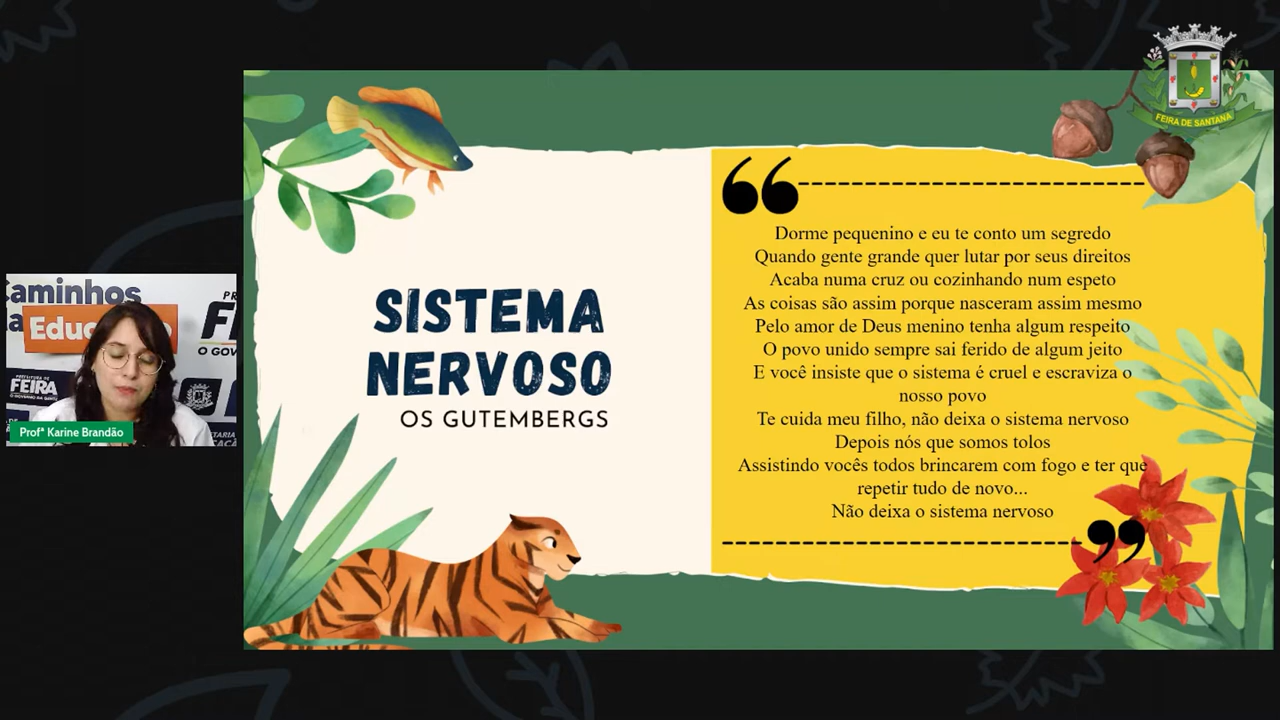 FEIRA DE SANTANA
SISTEMA
NERVOSO
OS GUTEMBERGS
Dorme pequenino e eu te conto um segredo
Quando gente grande quer lutar por seus direitos
Acaba numa cruz ou cozinhando num espeto
As coisas são assim porque nasceram assim mesmo
Pelo amor de Deus menino tenha algum respeito
O povo unido sempre sai ferido de algum jeito
E você insiste que o sistema é cruel e escraviza o
nosso povo
Te cuida meu filho, não deixa o sistema nervoso
Depois nós que somos tolos
Assistindo vocês todos brincarem com fogo e ter que
repetir tudo de novo...
Não deixa o sistema nervoso
aminhos
Edu
O GOV
PREFEITURA DE
FEIRA
Profª Karine Brandão